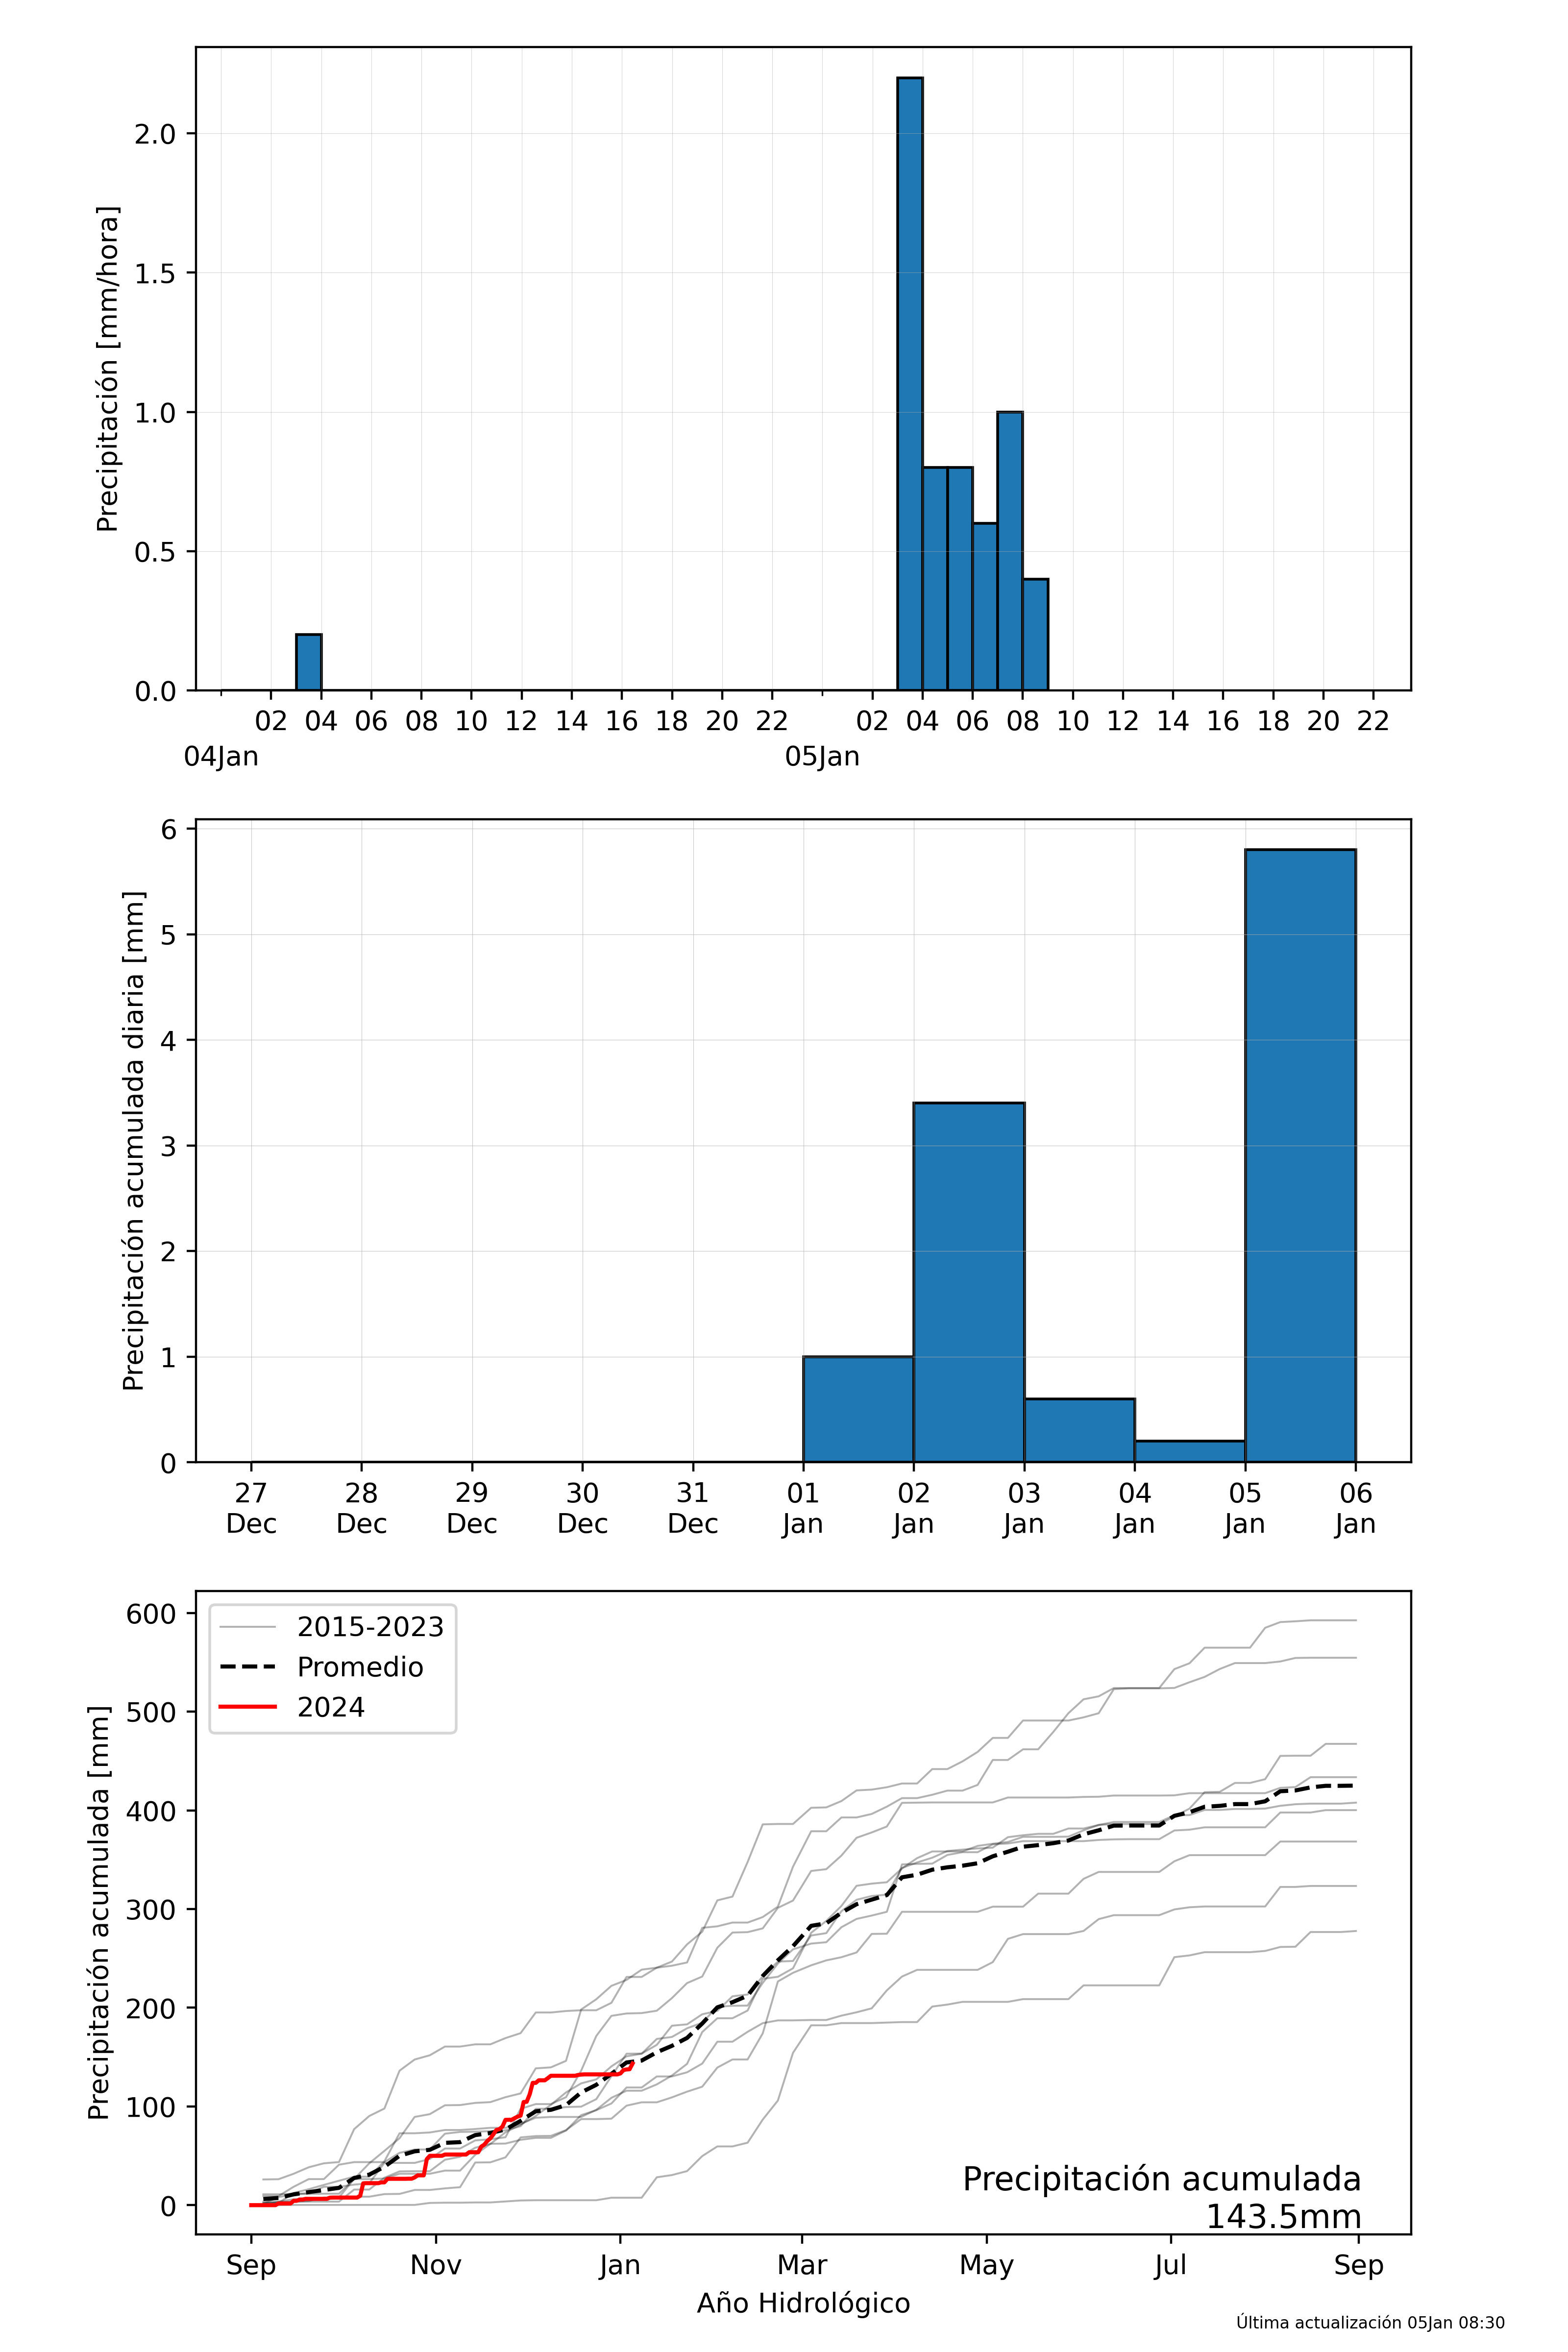 2.0
1.5
1.0
0.5
0.0
Precipitación [mm/hora]
02 04 06 08 10 12 14 16 18 20 22 02 04 06 08 10 12 14 16 18 20 22
04Jan 05Jan
6
5
4
3
2
1
0
Precipitación acumulada diaria [mm]
27 28 29 30 31 01 02 03 04 05 06
Dec Dec Dec Dec Dec Jan Jan Jan Jan Jan Jan
600
500
400
300
200
100
0
Precipitación acumulada [mm]
2015-2023
Promedio
2024
Precipitación acumulada
143.5mm
Sep Nov Jan Mar May Jul Sep
Año Hidrológico
Última actualización 05Jan 08:30